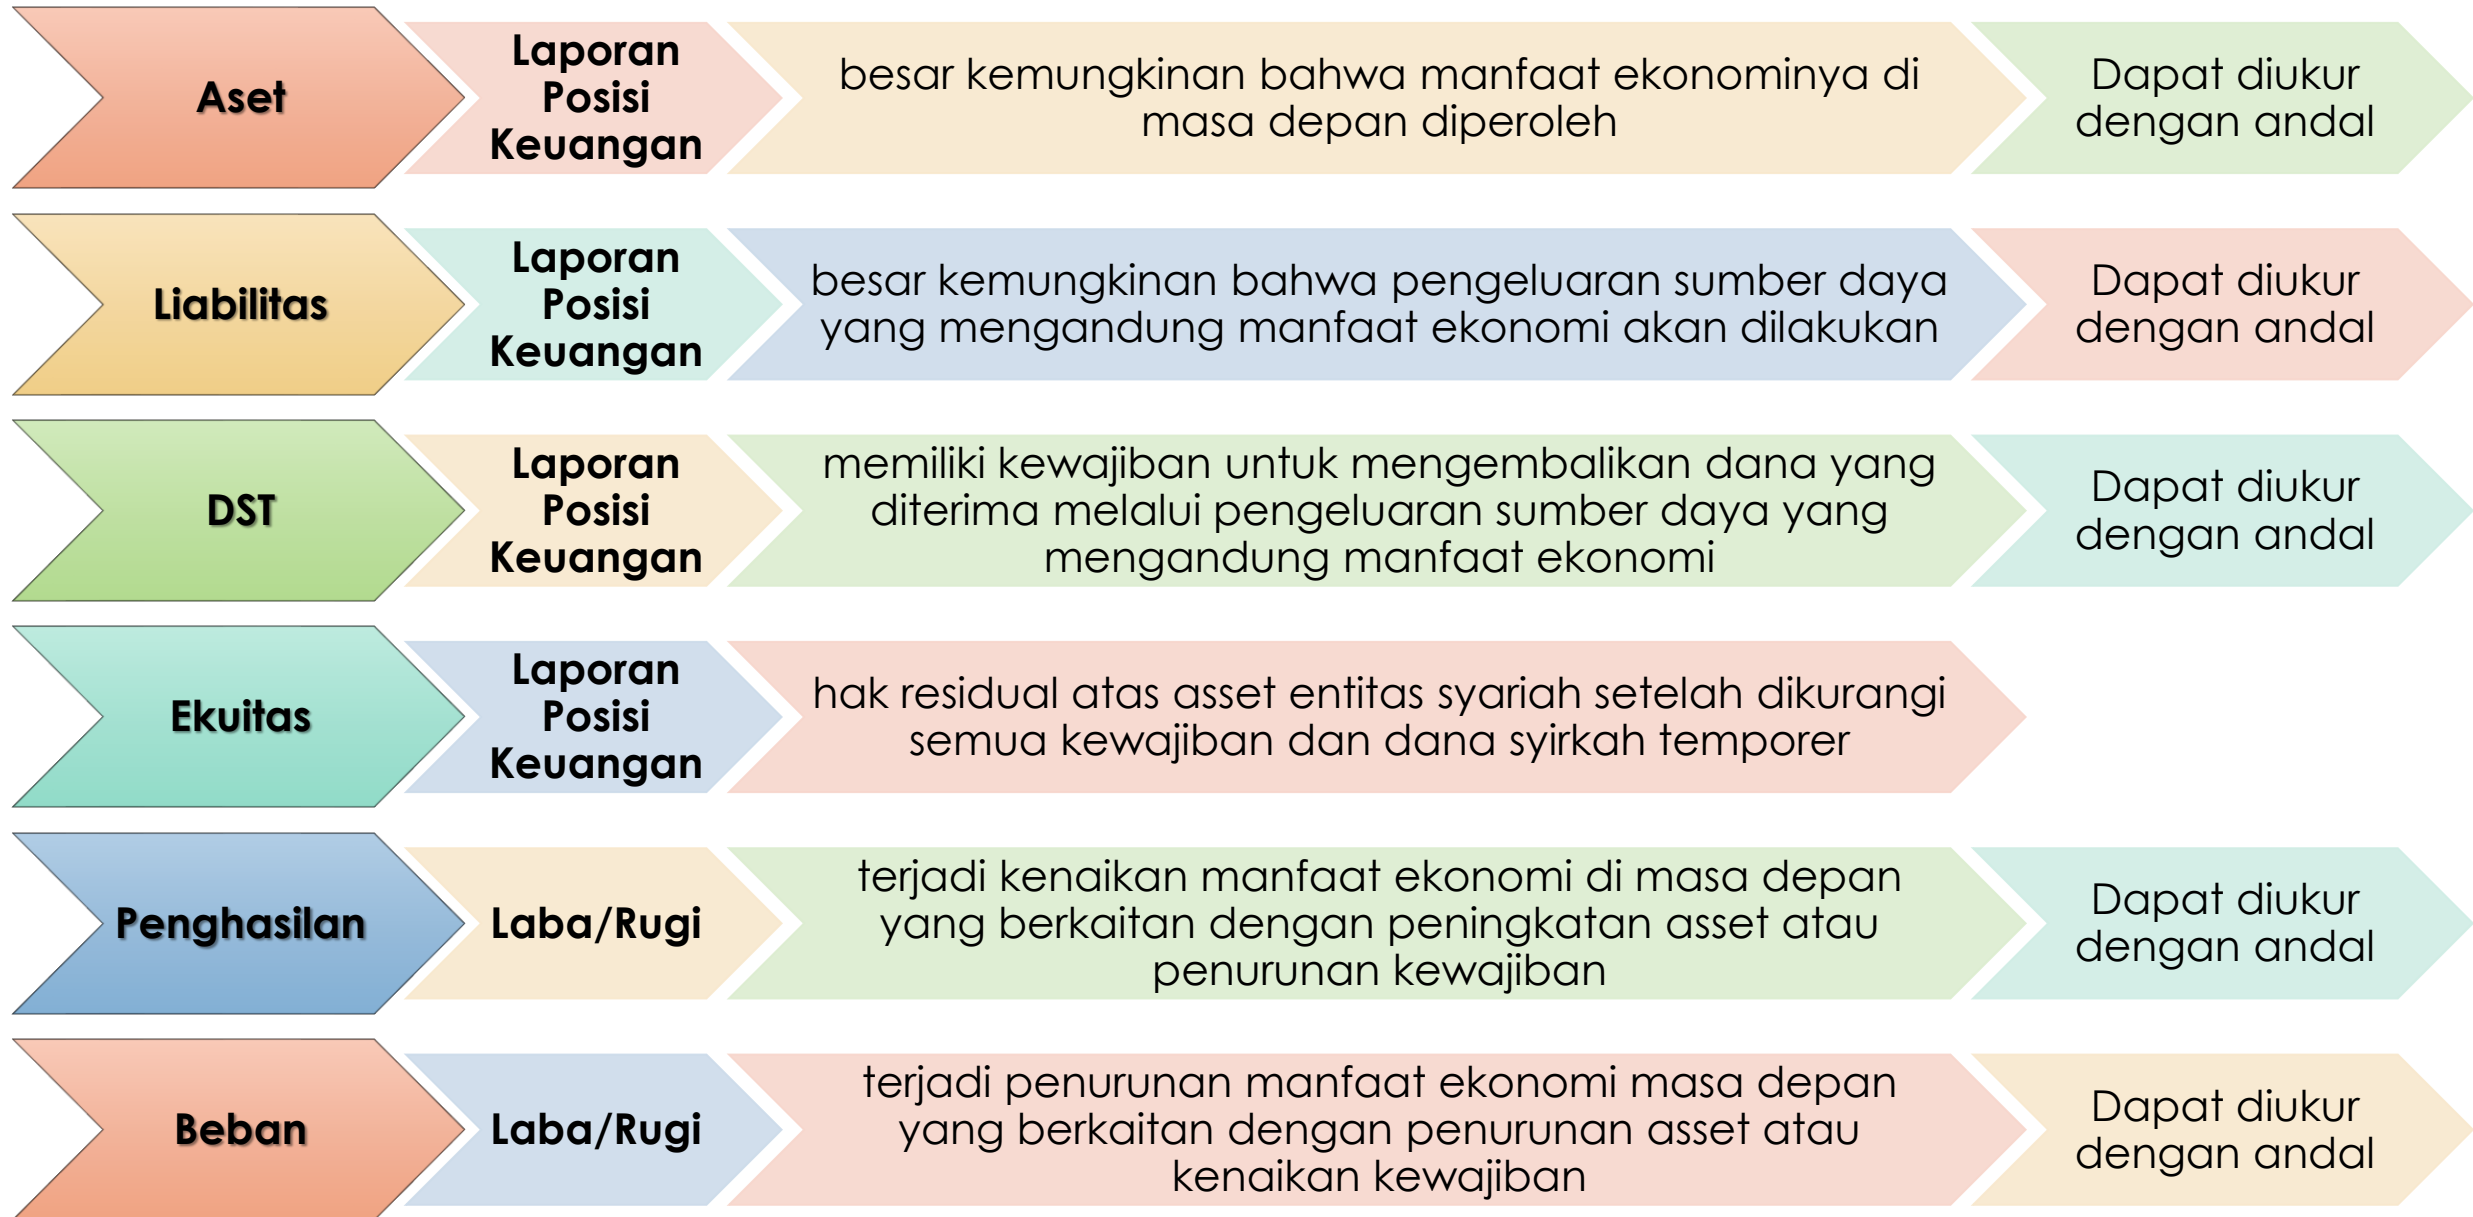 Aset
Laporan
Posisi
Keuangan
besar kemungkinan bahwa manfaat ekonominya di
masa depan diperoleh
Dapat diukur
dengan andal
Liabilitas
Laporan
Posisi
Keuangan
besar kemungkinan bahwa pengeluaran sumber daya
yang mengandung manfaat ekonomi akan dilakukan
Dapat diukur
dengan andal
DST
Laporan
Posisi
Keuangan
memiliki kewajiban untuk mengembalikan dana yang
diterima melalui pengeluaran sumber daya yang
mengandung manfaat ekonomi
Dapat diukur
dengan andal
Ekuitas
Laporan
Posisi
Keuangan
hak residual atas asset entitas syariah setelah dikurangi
semua kewajiban dan dana syirkah temporer
Penghasilan
Laba/Rugi
terjadi kenaikan manfaat ekonomi di masa depan
yang berkaitan dengan peningkatan asset atau
penurunan kewajiban
Dapat diukur
dengan andal
Beban
Laba/Rugi
terjadi penurunan manfaat ekonomi masa depan
yang berkaitan dengan penurunan asset atau
kenaikan kewajiban
Dapat diukur
dengan andal